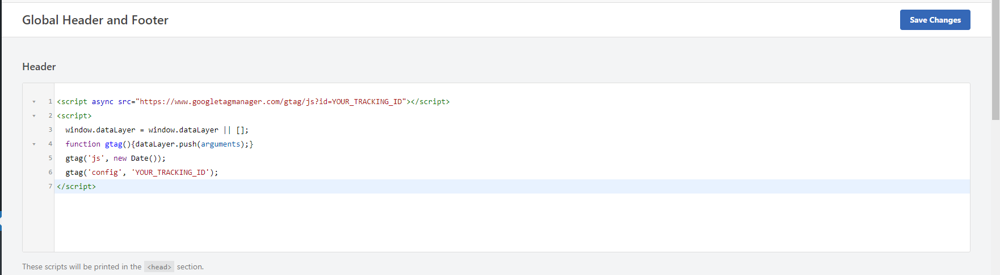 Global Header and Footer
Save Changes
Header
1 <script async src="https://www.googletagmanager.com/gtag/js?id=YOUR_TRACKING_ID"></script>
2 <script>
3 window.dataLayer = window.dataLayer || [];
4 function gtag(){dataLayer.push(arguments);}
5 gtag('js', new Date());
6 gtag('config', 'YOUR_TRACKING_ID');
7 </script>
These scripts will be printed in the <head> section.